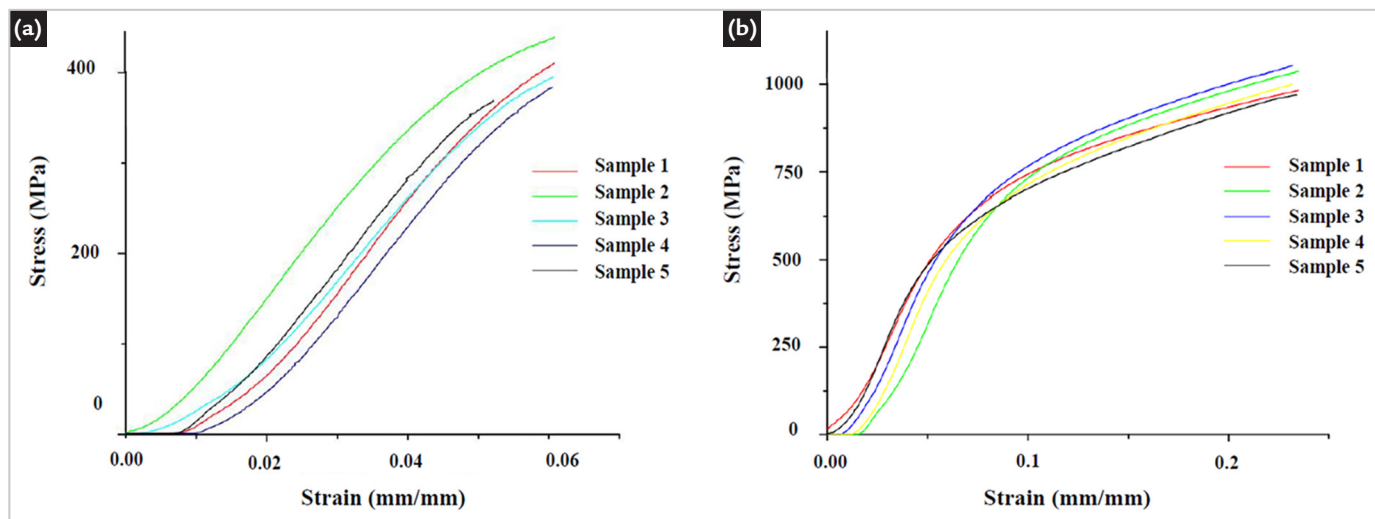 (a)
400
200
0
0.00
0.02
0.04
0.06
Stress (MPa)
Strain (mm/mm)
Sample 1
Sample 2
Sample 3
Sample 4
Sample 5
(b)
1000
750
500
250
0
0.00
0.1
0.2
Stress (MPa)
Strain (mm/mm)
Sample 1
Sample 2
Sample 3
Sample 4
Sample 5